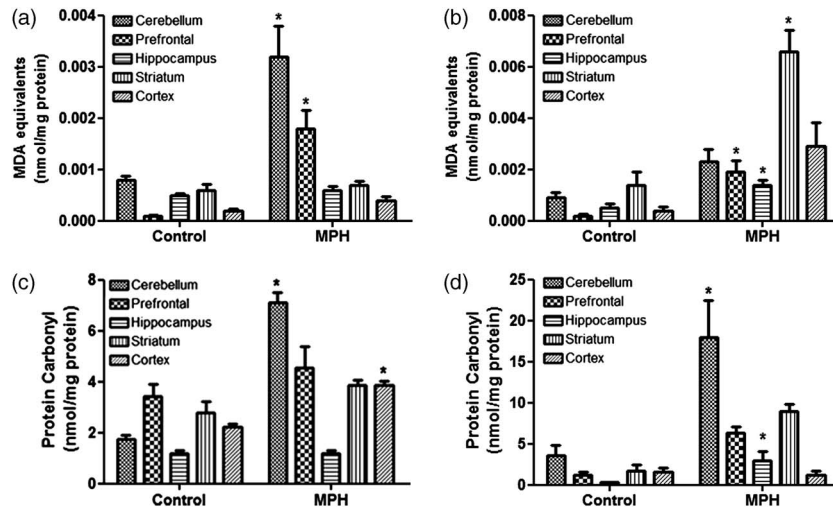 (a)
MDA equivalents
(nmol/mg protein)
0.004
0.003
0.002
0.001
0.000
Cerebellum
Prefrontal
Hippocampus
Striatum
Cortex
*
*
Control
MPH
(b)
MDA equivalents
(nmol/mg protein)
0.008
0.006
0.004
0.002
0.000
Cerebellum
Prefrontal
Hippocampus
Striatum
Cortex
*
*
*
Control
MPH
(c)
Protein Carbonyl
(nmol/mg protein)
8
6
4
2
0
Cerebellum
Prefrontal
Hippocampus
Striatum
Cortex
*
*
Control
MPH
(d)
Protein Carbonyl
(nmol/mg protein)
25
20
15
10
5
0
Cerebellum
Prefrontal
Hippocampus
Striatum
Cortex
*
*
Control
MPH